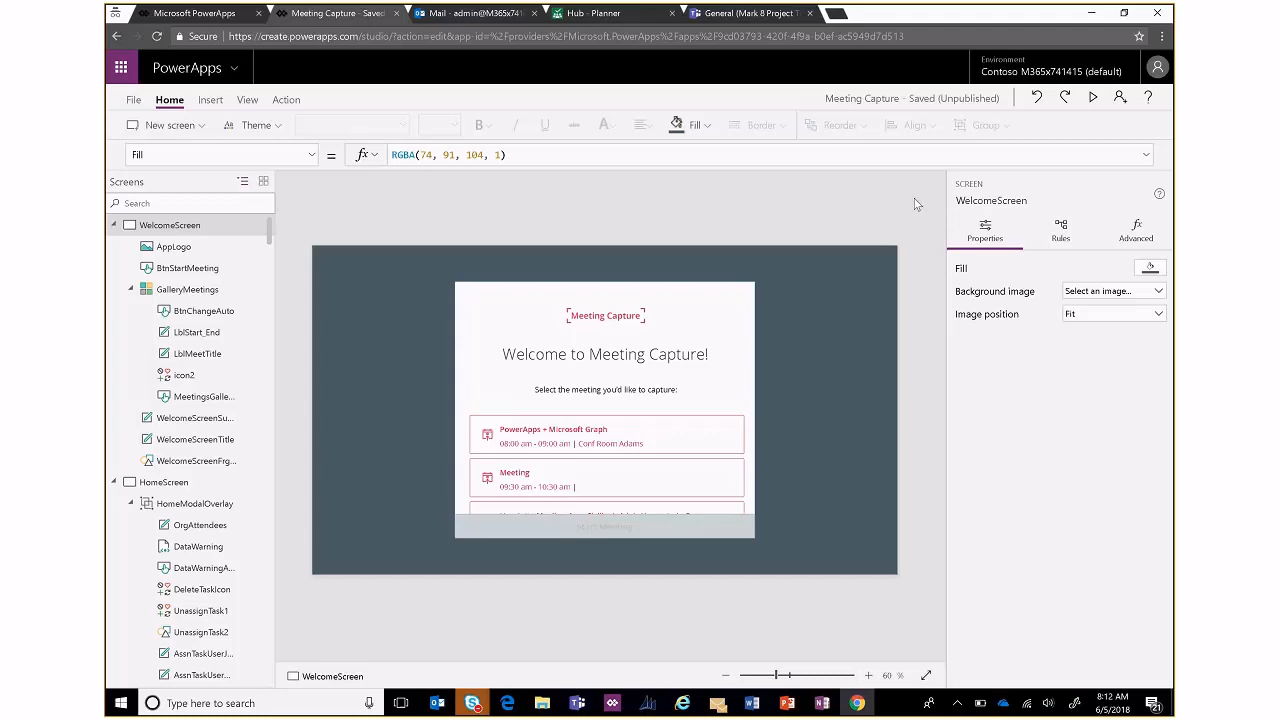 Microsoft PowerApps
Meeting Capture - Saved
Mail - admin@M365x741
Hub - Planner
General (Mark 8 Project T
Secure
https://create.powerapps.com/studio/?action=edit&app-id=%2Fproviders%2FMicrosoft.PowerApps%2Fapps%2F9cd03793-420f-4f9a-b0ef-ac5949d7d513
PowerApps
Environment
Contoso M365x741415 (default)
File
Home
Insert
View
Action
Meeting Capture - Saved (Unpublished)
New screen
Theme
B
I
U
abc
A
Fill
Border
Reorder
Align
Group
Fill
=
fx
RGBA(74, 91, 104, 1)
Screens
Search
WelcomeScreen
AppLogo
BtnStartMeeting
GalleryMeetings
BtnChangeAuto
LblStart_End
LblMeetTitle
icon2
MeetingsGalle...
WelcomeScreenSu...
WelcomeScreenTitle
WelcomeScreenFrg...
HomeScreen
HomeModalOverlay
OrgAttendees
DataWarning
DataWarningA...
DeleteTaskIcon
UnassignTask1
UnassignTask2
AssnTaskUserJ...
AssnTaskUser...
Meeting Capture
Welcome to Meeting Capture!
Select the meeting you'd like to capture:
PowerApps + Microsoft Graph
08:00 am - 09:00 am | Conf Room Adams
Meeting
09:30 am - 10:30 am |
Start Meeting
SCREEN
WelcomeScreen
Properties
Rules
fx
Advanced
Fill
Background image
Select an image...
Image position
Fit
WelcomeScreen
60 %
Type here to search
8:12 AM
6/5/2018
21